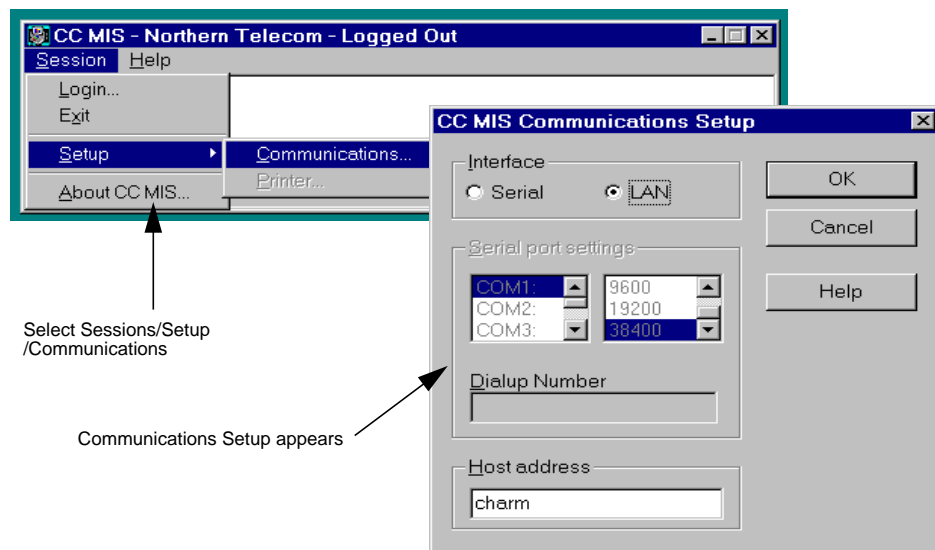 CC MIS - Northern Telecom - Logged Out
Session Help
Login...
Exit
Setup
Communications...
Printer...
About CC MIS...
CC MIS Communications Setup
Interface
Serial LAN
OK
Cancel
Help
Serial port settings
COM1: 9600
COM2: 19200
COM3: 38400
Dialup Number
Host address
charm
Select Sessions/Setup
/Communications
Communications Setup appears